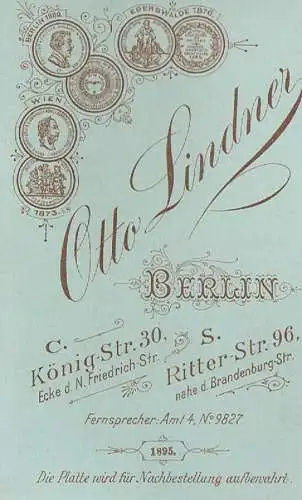 BERLIN 1880.
EBERSWALDE 1876.
WIEN
1873.
Otto Lindner
BERLIN
C.
König-Str. 30.
Ecke d. N. Friedrich-Str.
S.
Ritter-Str. 96,
nahe d. Brandenburg-Str.
Fernsprecher: Amt 4, No 9827
1895.
Die Platte wird für Nachbestellung aufbewahrt.